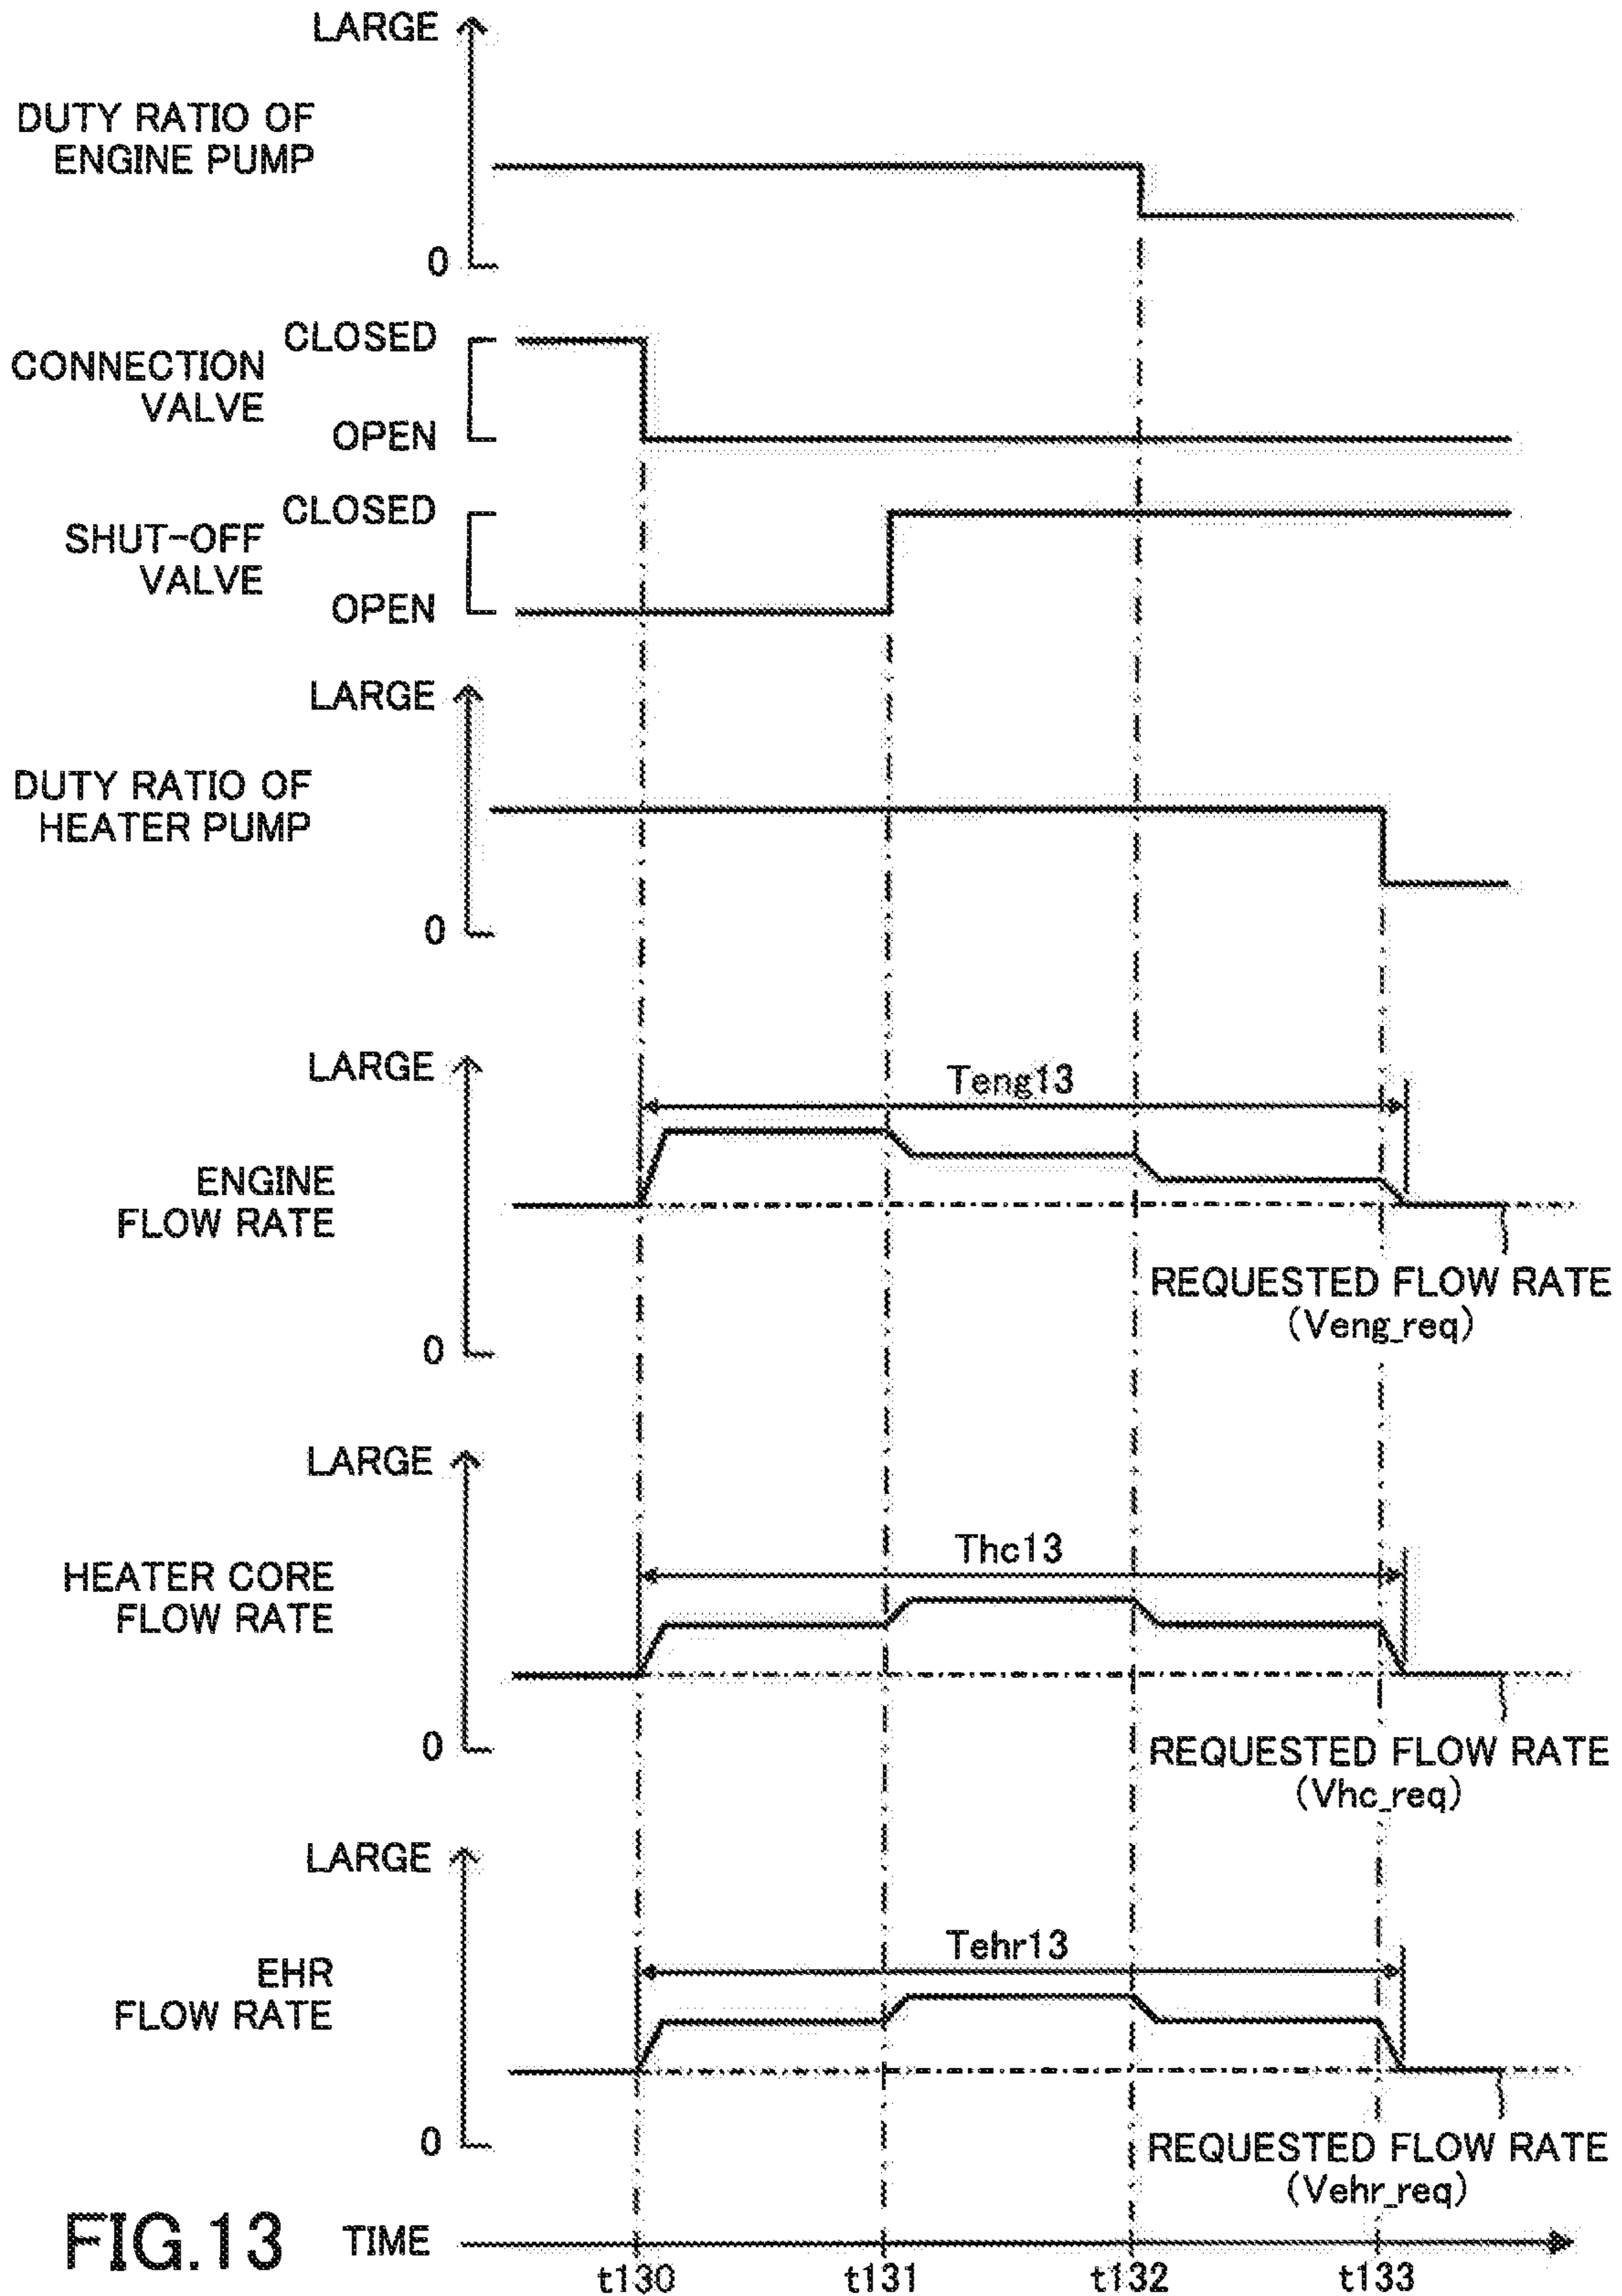 LARGE
DUTY RATIO OF
ENGINE PUMP
0
CONNECTION
VALVE
CLOSED
OPEN
SHUT-OFF
VALVE
CLOSED
OPEN
LARGE
DUTY RATIO OF
HEATER PUMP
0
LARGE
Teng13
ENGINE
FLOW RATE
REQUESTED FLOW RATE
(Veng_req)
0
LARGE
Thc13
HEATER CORE
FLOW RATE
REQUESTED FLOW RATE
(Vhc_req)
0
LARGE
Tehr13
EHR
FLOW RATE
REQUESTED FLOW RATE
(Vehr_req)
0
FIG.13
TIME
t130 t131 t132 t133